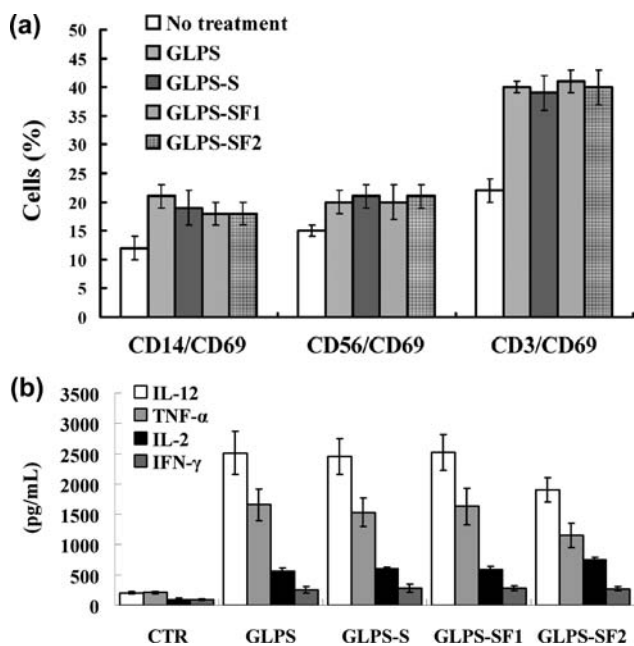 (a)
No treatment
GLPS
GLPS-S
GLPS-SF1
GLPS-SF2
Cells (%)
50
45
40
35
30
25
20
15
10
5
0
CD14/CD69 CD56/CD69 CD3/CD69
(b)
IL-12
TNF-α
IL-2
IFN-γ
(pg/mL)
3500
3000
2500
2000
1500
1000
500
0
CTR GLPS GLPS-S GLPS-SF1 GLPS-SF2